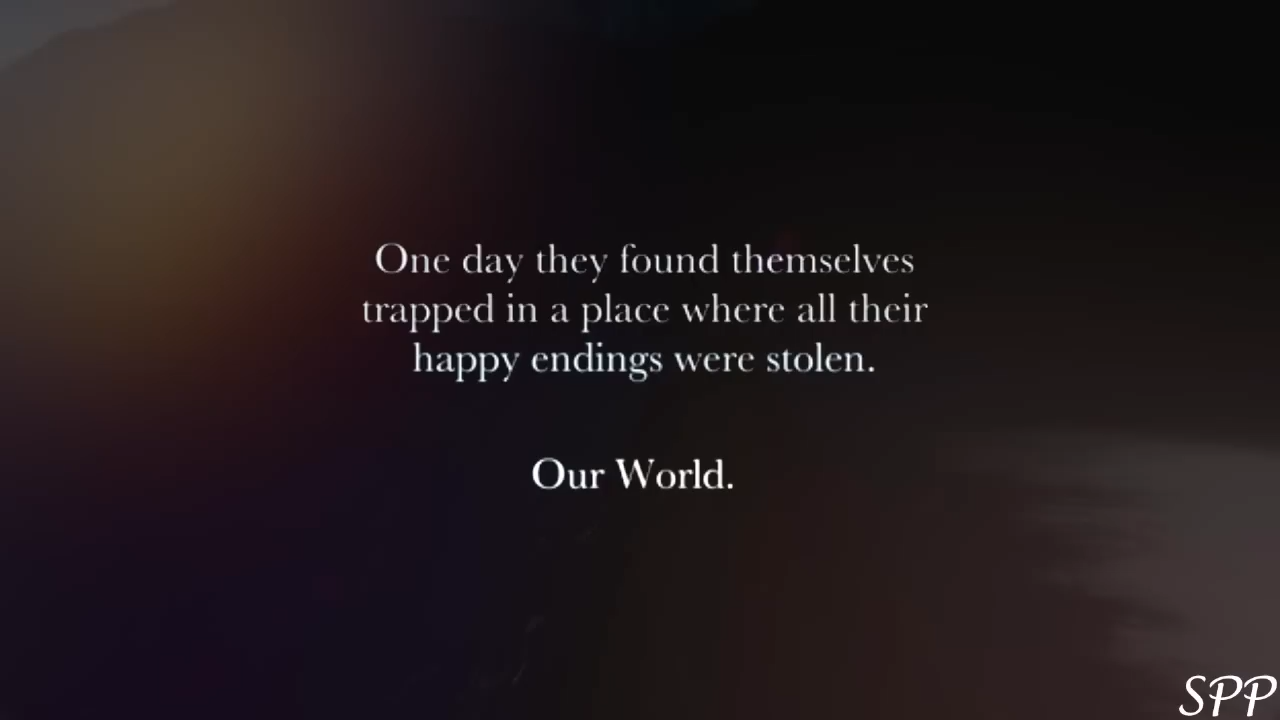 One day they found themselves
trapped in a place where all their
happy endings were stolen.
Our World.
SPP